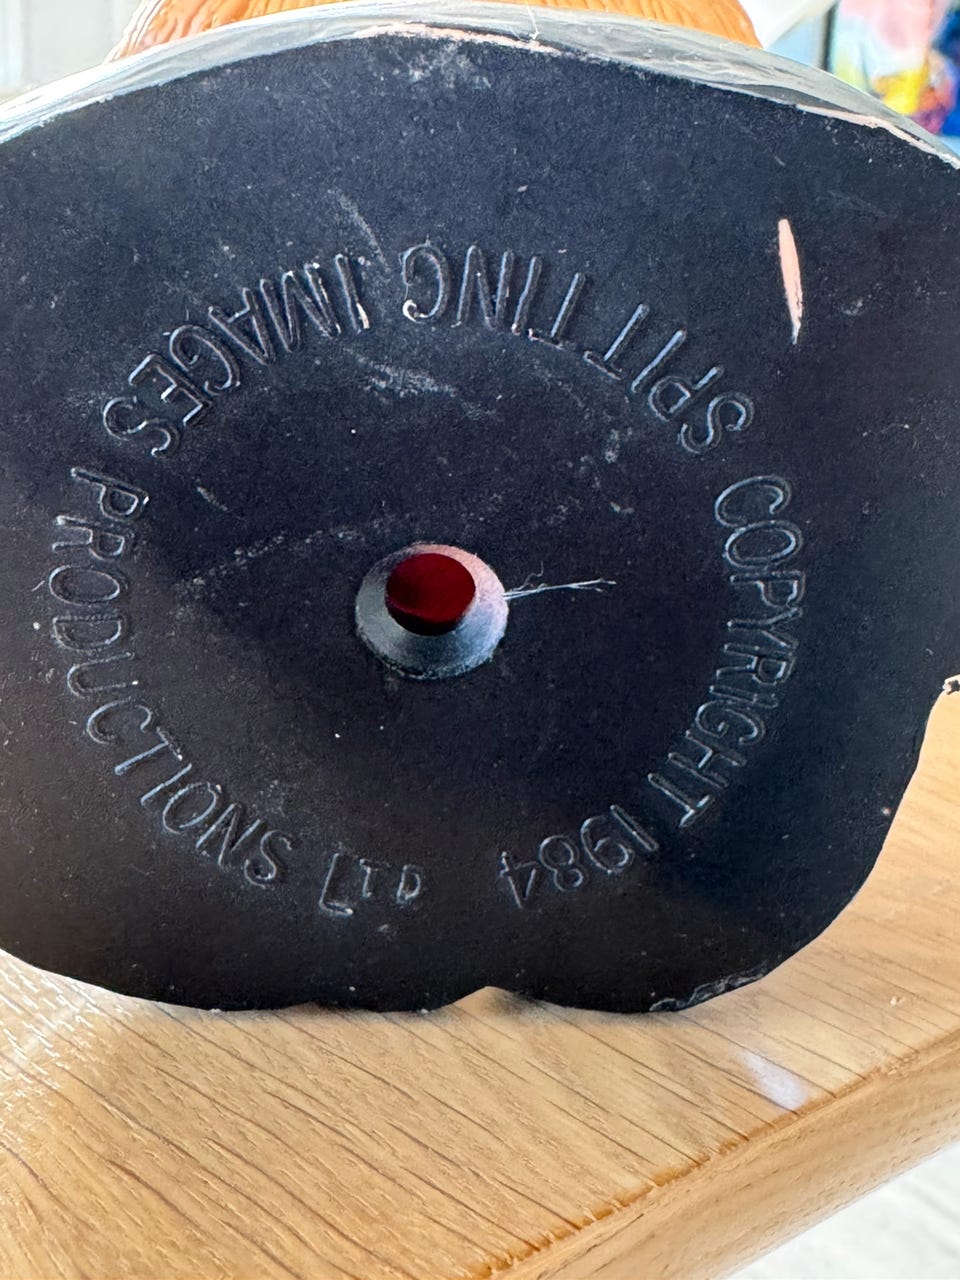 SPITTING IMAGES PRODUCTIONS LTD
COPYRIGHT 1984